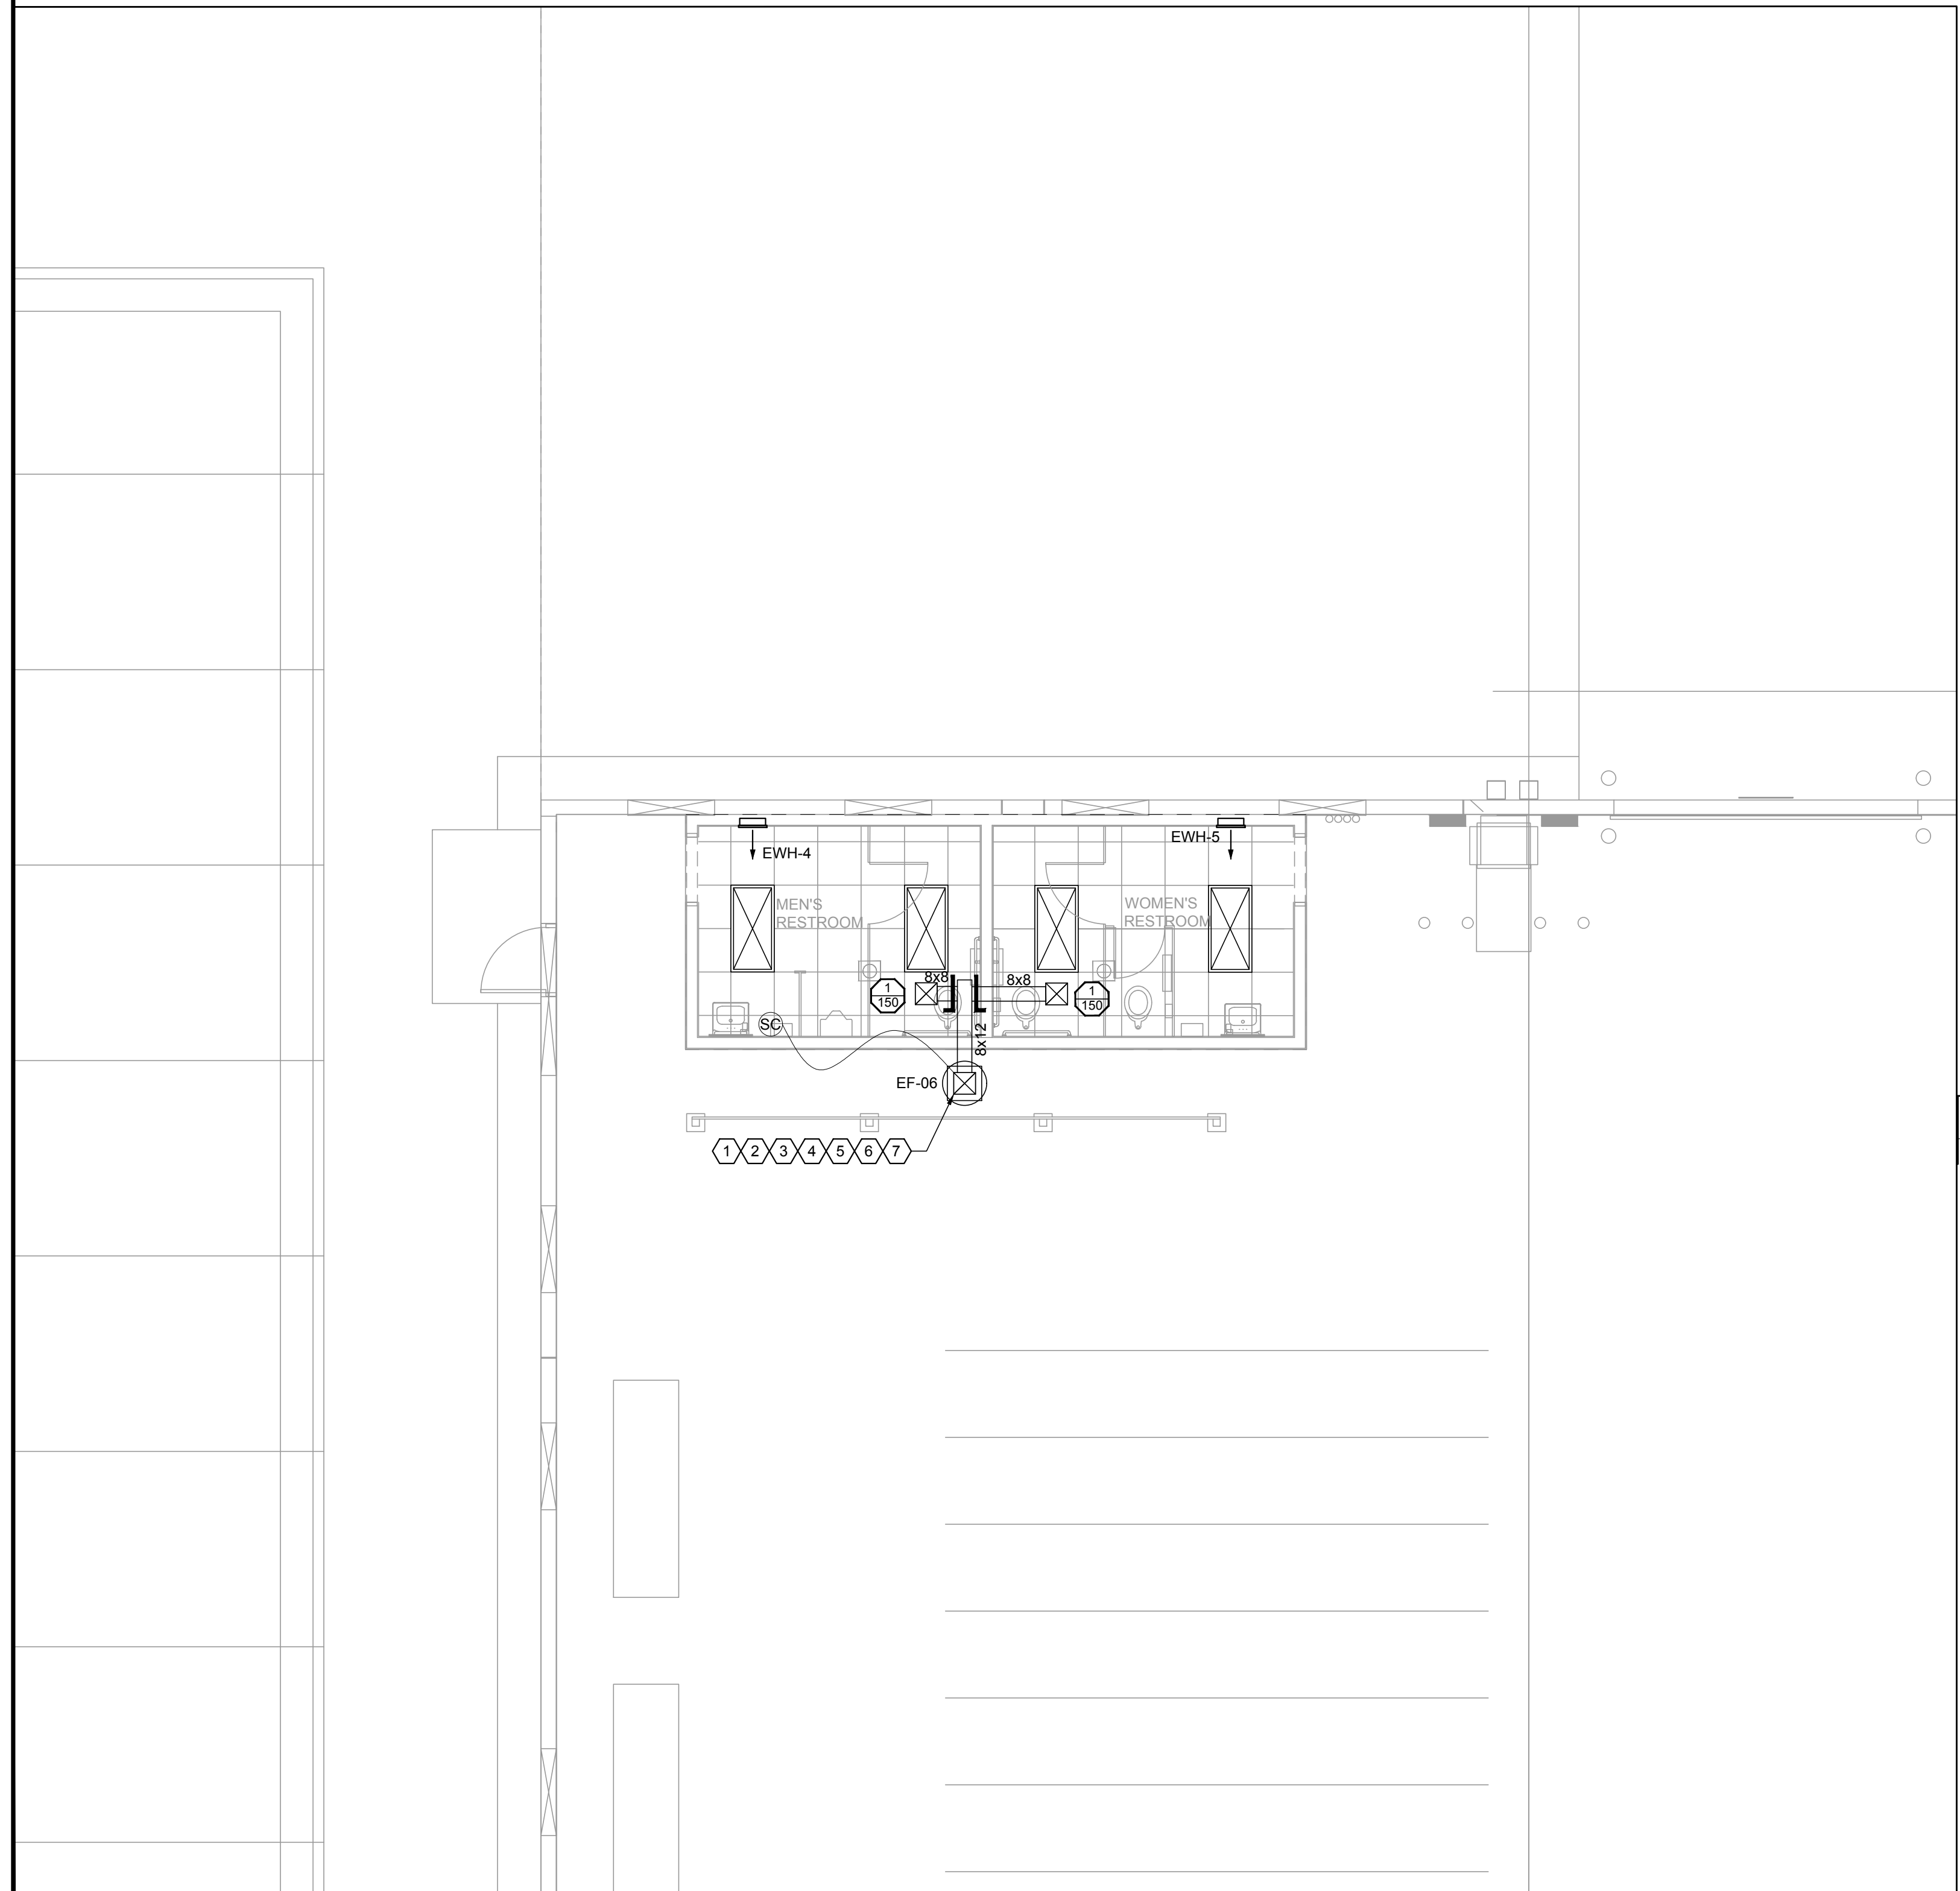 EWH-4
EWH-5
MEN'S
RESTROOM
WOMEN'S
RESTROOM
8x8
8x8
1
150
1
150
SC
8x12
EF-06
1 2 3 4 5 6 7